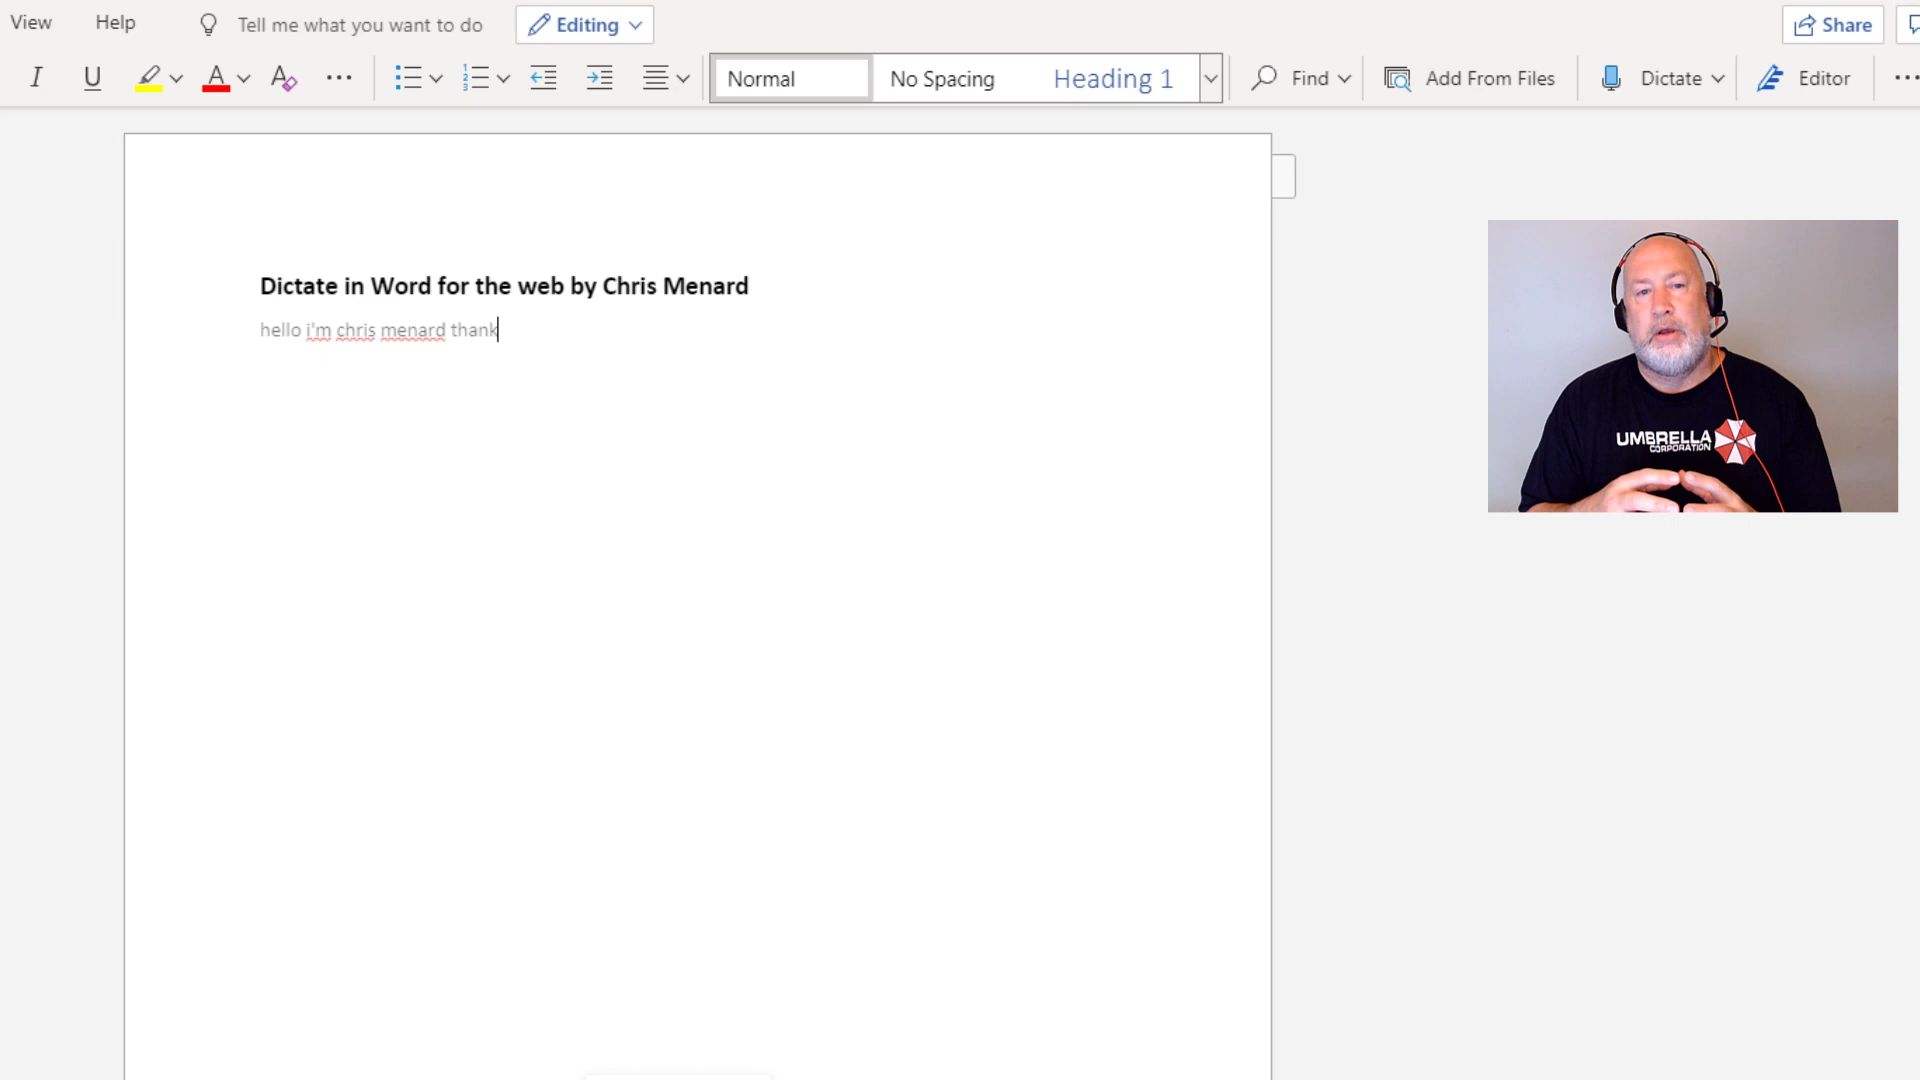 View Help Tell me what you want to do Editing Share
I U A A Normal No Spacing Heading 1 Find Add From Files Dictate Editor
Dictate in Word for the web by Chris Menard
hello i'm chris menard thank
UMBRELLA
CORPORATION